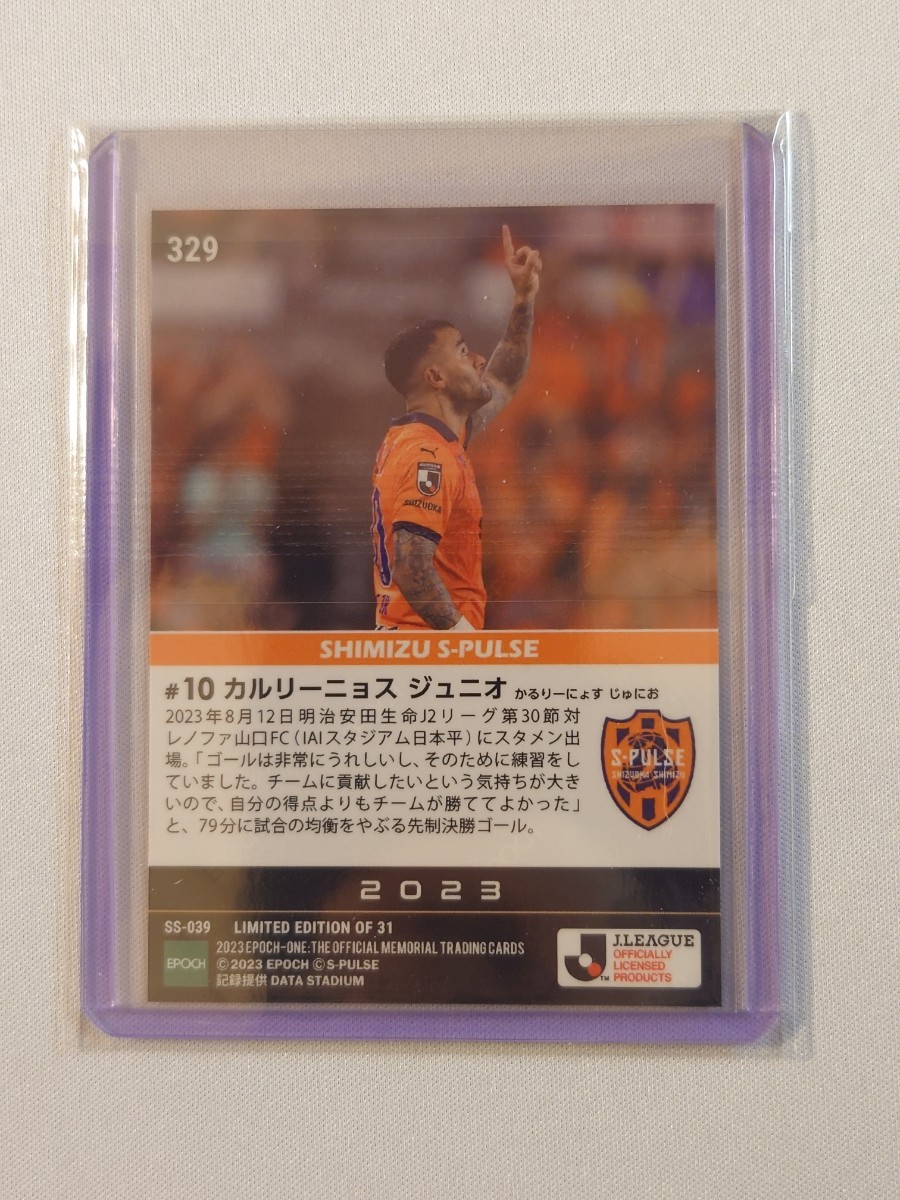 329
SHIZUOKA
SHIMIZU S-PULSE
#10 カルリーニョス ジュニオ かるりーにょす じゅにお
2023年8月12日明治安田生命J2リーグ第30節対
レノファ山口FC（IAIスタジアム日本平）にスタメン出
場。「ゴールは非常にうれしいし、そのために練習をし
ていました。チームに貢献したいという気持ちが大き
いので、自分の得点よりもチームが勝ててよかった」
と、79分に試合の均衡をやぶる先制決勝ゴール。
S-PULSE
SHIZUOKA SHIMIZU
2023
SS-039 LIMITED EDITION OF 31
EPOCH
2023 EPOCH-ONE: THE OFFICIAL MEMORIAL TRADING CARDS
©2023 EPOCH ©S-PULSE
記録提供 DATA STADIUM
J.LEAGUE
OFFICIALLY
LICENSED
PRODUCTS
TM